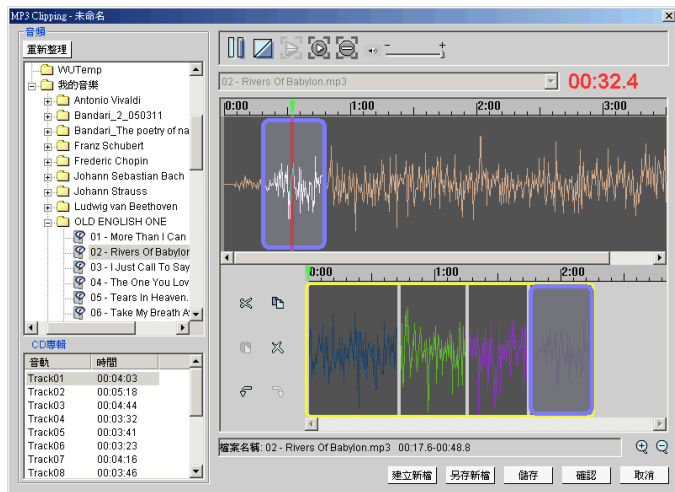 MP3 Clipping - 未命名
音頻
重新整理
WUTemp
我的音樂
Antonio Vivaldi
Bandari_2_050311
Bandari_The poetry of na
Franz Schubert
Frederic Chopin
Johann Sebastian Bach
Johann Strauss
Ludwig van Beethoven
OLD ENGLISH ONE
01 - More Than I Can
02 - Rivers Of Babylon
03 - I Just Call To Say
04 - The One You Lov
05 - Tears In Heaven.
06 - Take My Breath A
CD專輯
音軌 時間
Track01 00:04:03
Track02 00:05:18
Track03 00:04:44
Track04 00:03:32
Track05 00:03:41
Track06 00:03:23
Track07 00:04:16
Track08 00:03:46
02 - Rivers Of Babylon.mp3
00:32.4
0:00 1:00 2:00 3:00
0:00 1:00 2:00
檔案名稱: 02 - Rivers Of Babylon.mp3 00:17.6-00:48.8
建立新檔 另存新檔 儲存 確認 取消